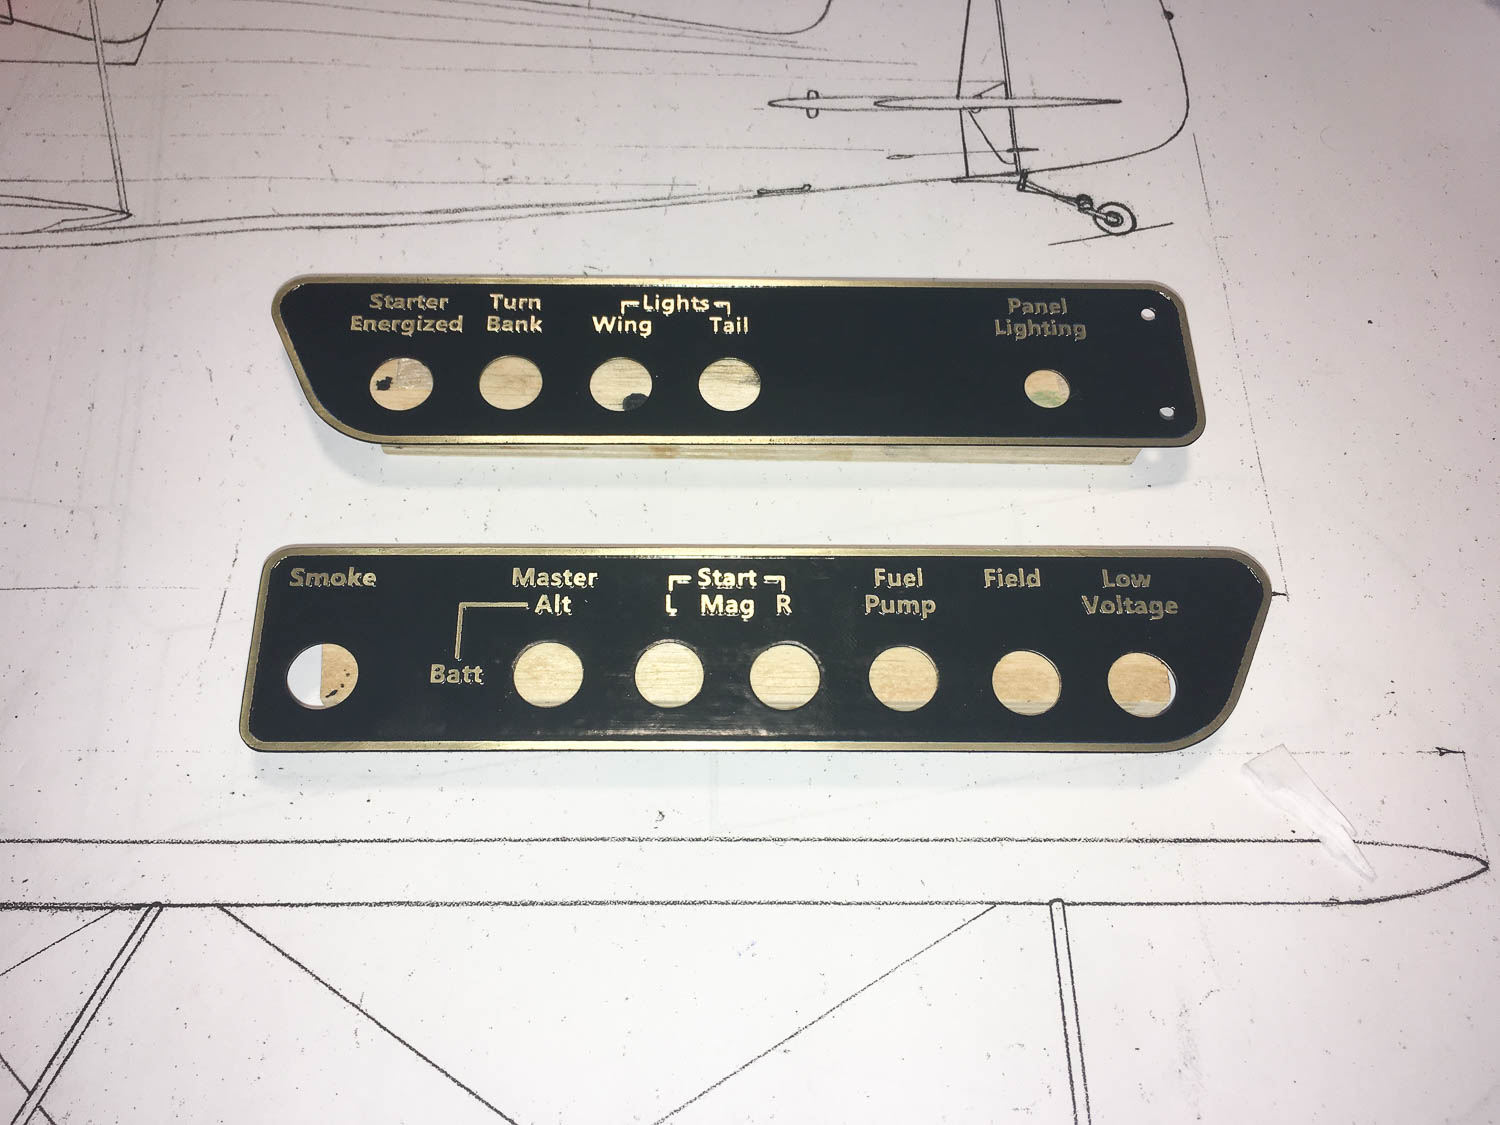 Starter Energized
Turn Bank
Lights
Wing Tail
Panel Lighting
Smoke
Master Alt
Batt
Start
L Mag R
Fuel Pump
Field
Low Voltage